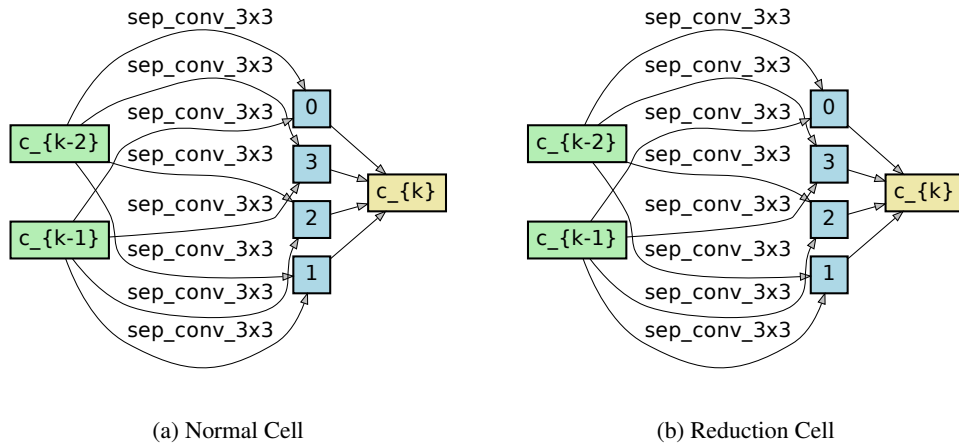 sep_conv_3x3
sep_conv_3x3
sep_conv_3x3
sep_conv_3x3
sep_conv_3x3
sep_conv_3x3
sep_conv_3x3
sep_conv_3x3
c_{k-2}
c_{k-1}
0
3
2
1
c_{k}
(a) Normal Cell
sep_conv_3x3
sep_conv_3x3
sep_conv_3x3
sep_conv_3x3
sep_conv_3x3
sep_conv_3x3
sep_conv_3x3
sep_conv_3x3
c_{k-2}
c_{k-1}
0
3
2
1
c_{k}
(b) Reduction Cell